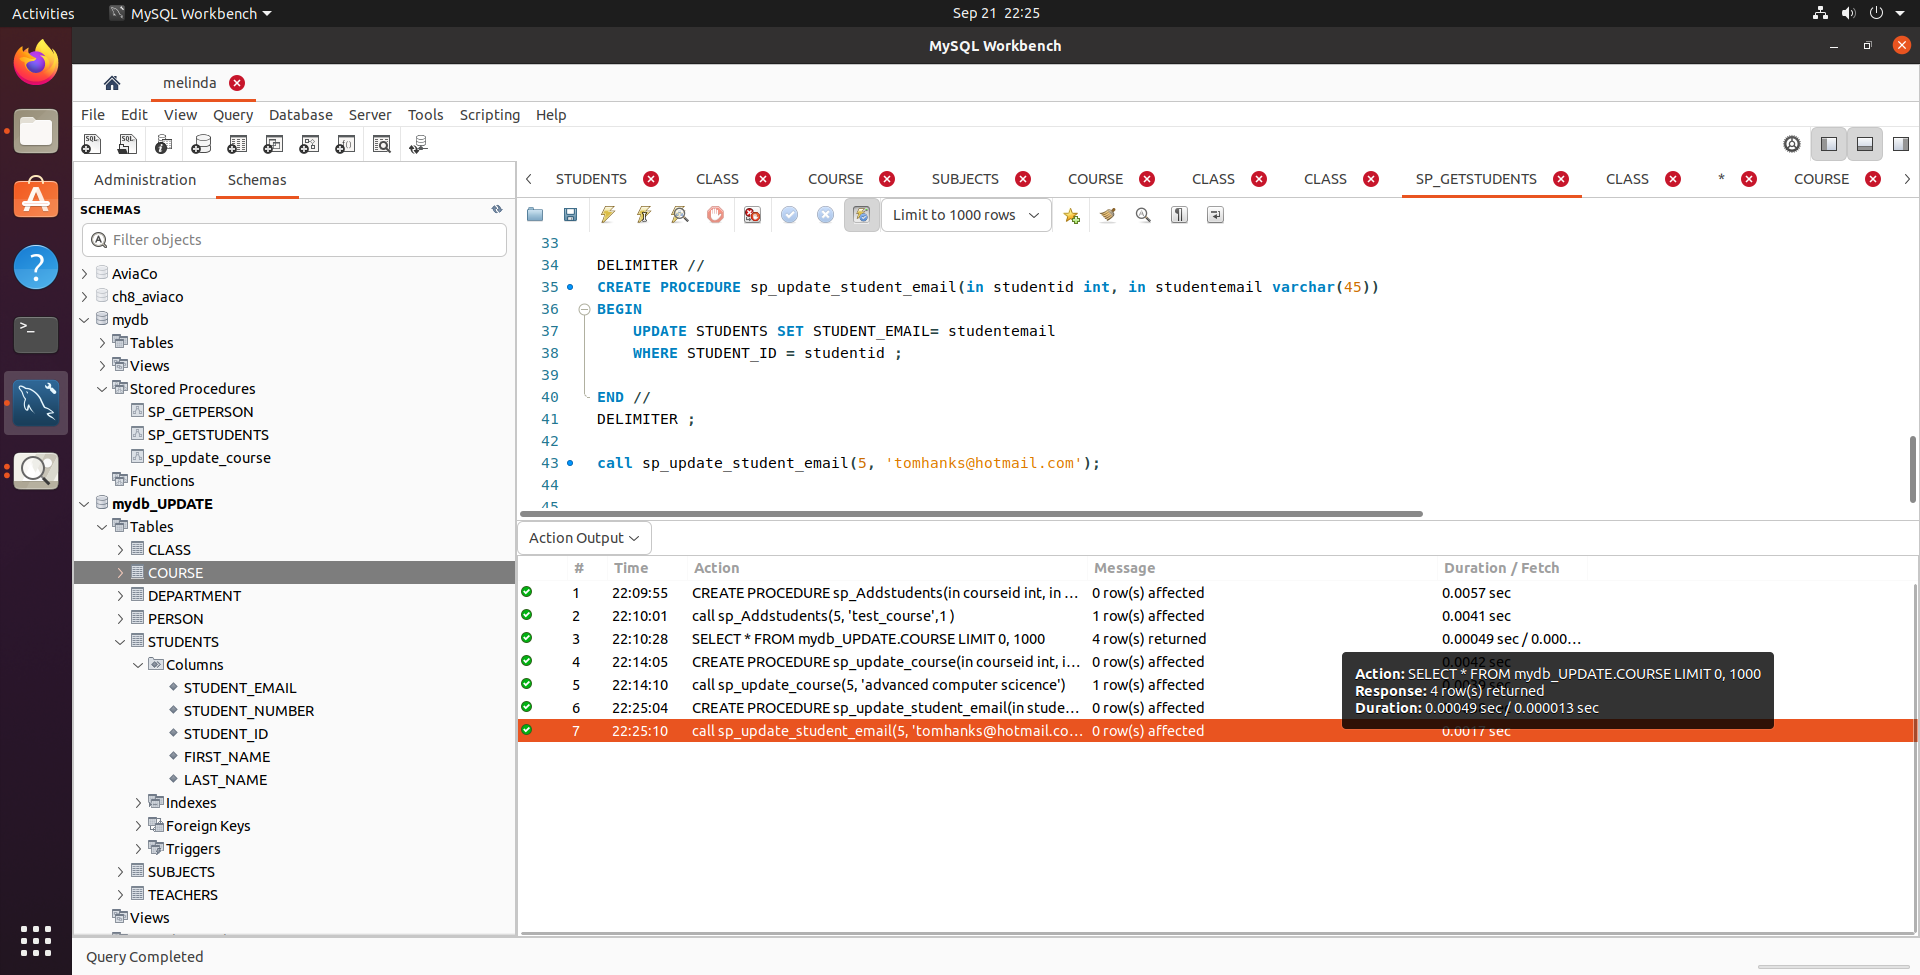 Activities MySQL Workbench Sep 21 22:25
MySQL Workbench
melinda
File Edit View Query Database Server Tools Scripting Help
Administration Schemas
SCHEMAS
Filter objects
AviaCo
ch8_aviaco
mydb
Tables
Views
Stored Procedures
SP_GETPERSON
SP_GETSTUDENTS
sp_update_course
Functions
mydb_UPDATE
Tables
CLASS
COURSE
DEPARTMENT
PERSON
STUDENTS
Columns
STUDENT_EMAIL
STUDENT_NUMBER
STUDENT_ID
FIRST_NAME
LAST_NAME
Indexes
Foreign Keys
Triggers
SUBJECTS
TEACHERS
Views
STUDENTS CLASS COURSE SUBJECTS COURSE CLASS CLASS SP_GETSTUDENTS CLASS * COURSE
Limit to 1000 rows
33
34 DELIMITER //
35 CREATE PROCEDURE sp_update_student_email(in studentid int, in studentemail varchar(45))
36 BEGIN
37 UPDATE STUDENTS SET STUDENT_EMAIL= studentemail
38 WHERE STUDENT_ID = studentid ;
39
40 END //
41 DELIMITER ;
42
43 call sp_update_student_email(5, 'tomhanks@hotmail.com');
44
45
Action Output
# Time Action Message Duration / Fetch
1 22:09:55 CREATE PROCEDURE sp_Addstudents(in courseid int, in ... 0 row(s) affected 0.0057 sec
2 22:10:01 call sp_Addstudents(5, 'test_course',1 ) 1 row(s) affected 0.0041 sec
3 22:10:28 SELECT * FROM mydb_UPDATE.COURSE LIMIT 0, 1000 4 row(s) returned 0.00049 sec / 0.000...
4 22:14:05 CREATE PROCEDURE sp_update_course(in courseid int, i... 0 row(s) affected 0.0042 sec
5 22:14:10 call sp_update_course(5, 'advanced computer scicence') 1 row(s) affected
6 22:25:04 CREATE PROCEDURE sp_update_student_email(in stude... 0 row(s) affected
7 22:25:10 call sp_update_student_email(5, 'tomhanks@hotmail.co... 0 row(s) affected 0.0017 sec
Action: SELECT * FROM mydb_UPDATE.COURSE LIMIT 0, 1000
Response: 4 row(s) returned
Duration: 0.00049 sec / 0.000013 sec
Query Completed